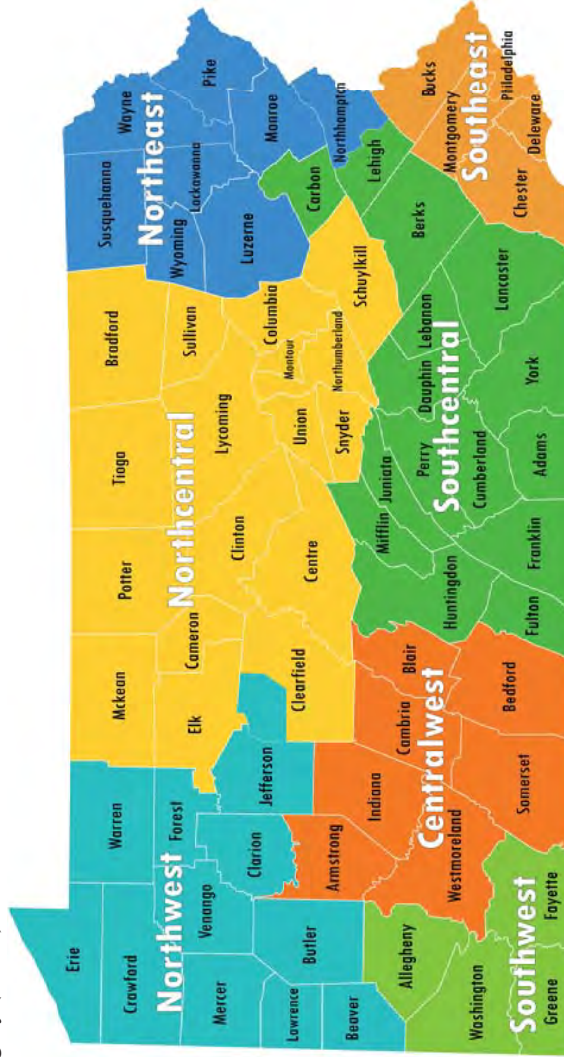 Erie
Crawford
Warren
Mckean
Potter
Tioga
Bradford
Susquehanna
Wayne
Northwest
Mercer
Venango
Forest
Elk
Cameron
Northcentral
Clinton
Lycoming
Sullivan
Wyoming
Lackawanna
Northeast
Pike
Lawrence
Butler
Clarion
Jefferson
Clearfield
Centre
Union
Montour
Columbia
Luzerne
Monroe
Beaver
Armstrong
Indiana
Snyder
Northumberland
Schuylkill
Carbon
Northhampton
Allegheny
Westmoreland
Centralwest
Cambria
Blair
Huntingdon
Mifflin
Juniata
Perry
Dauphin
Lebanon
Berks
Lehigh
Bucks
Washington
Southwest
Greene
Fayette
Somerset
Bedford
Fulton
Franklin
Cumberland
Southcentral
Adams
York
Lancaster
Chester
Montgomery
Southeast
Deleware
Philadelphia